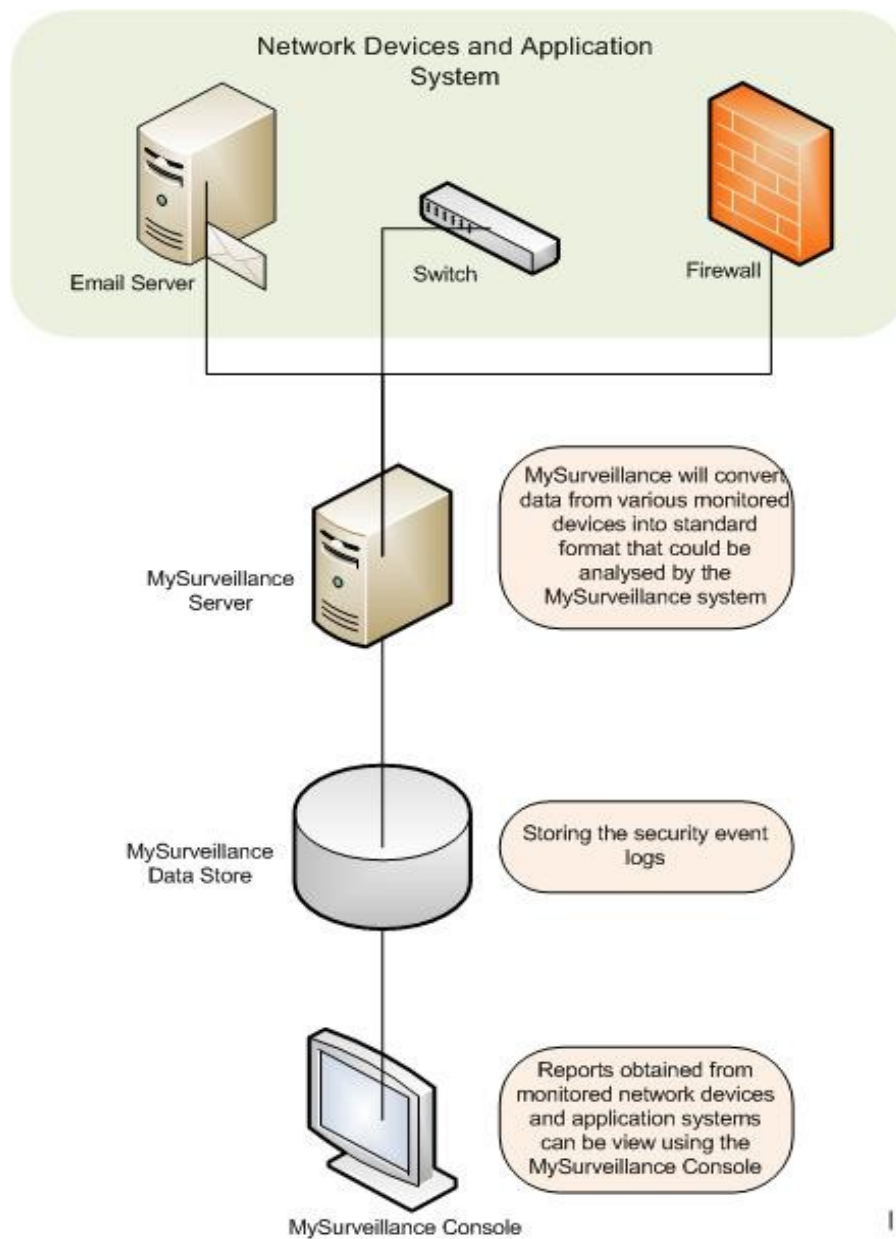 Network Devices and Application
System
Email Server
Switch
Firewall
MySurveillance
Server
MySurveillance will convert
data from various monitored
devices into standard
format that could be
analysed by the
MySurveillance system
MySurveillance
Data Store
Storing the security event
logs
Reports obtained from
monitored network devices
and application systems
can be view using the
MySurveillance Console
MySurveillance Console